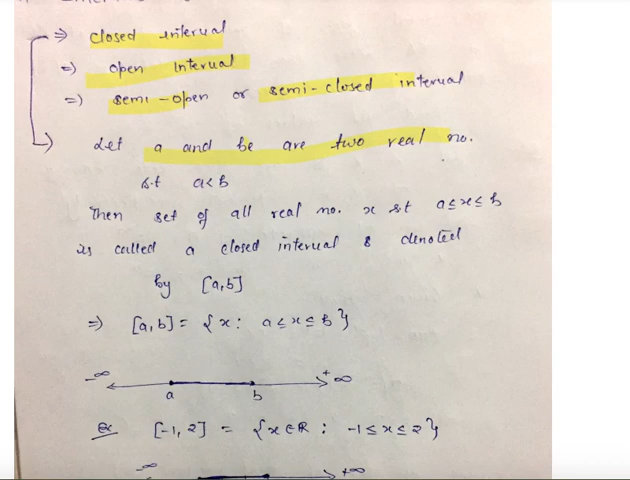 ⇒ closed interval
⇒ open interval
⇒ semi-open or semi-closed interval
Let a and be are two real no.
s.t a<b
Then set of all real no. x st a≤x≤b
is called a closed interval & denoted
by [a,b]
⇒ [a,b] = {x: a≤x≤b}
-∞ +∞
a b
Ex [-1,2] = {x∈R : -1≤x≤2}
-∞ +∞